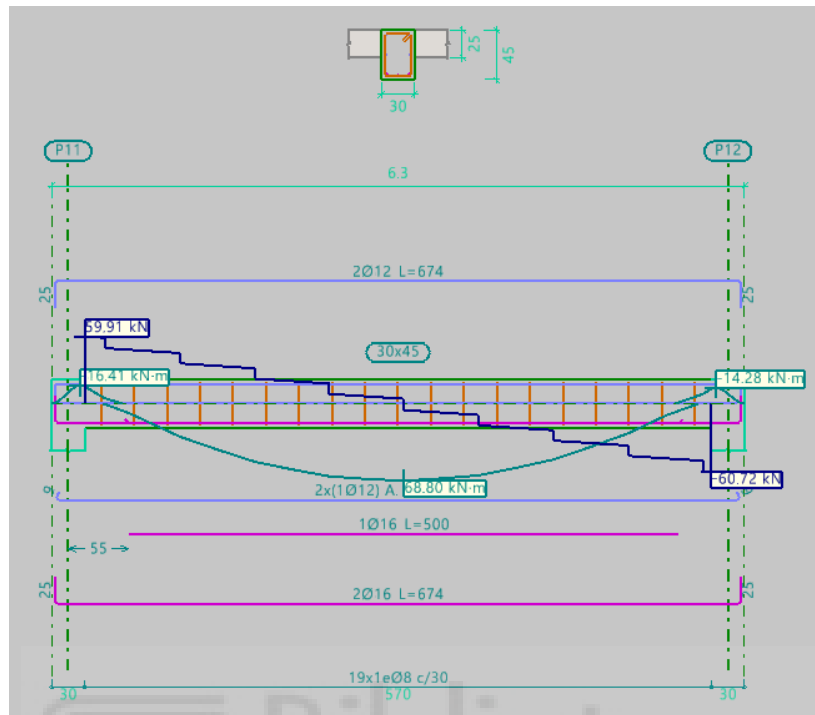 25
45
30
P11
P12
6.3
2Ø12 L=674
25
25
59.91 kN
30x45
-16.41 kN·m
-14.28 kN·m
68.80 kN·m
-60.72 kN
2x(1Ø12) A.
9
1Ø16 L=500
55
25
2Ø16 L=674
25
19x1eØ8 c/30
30
570
30